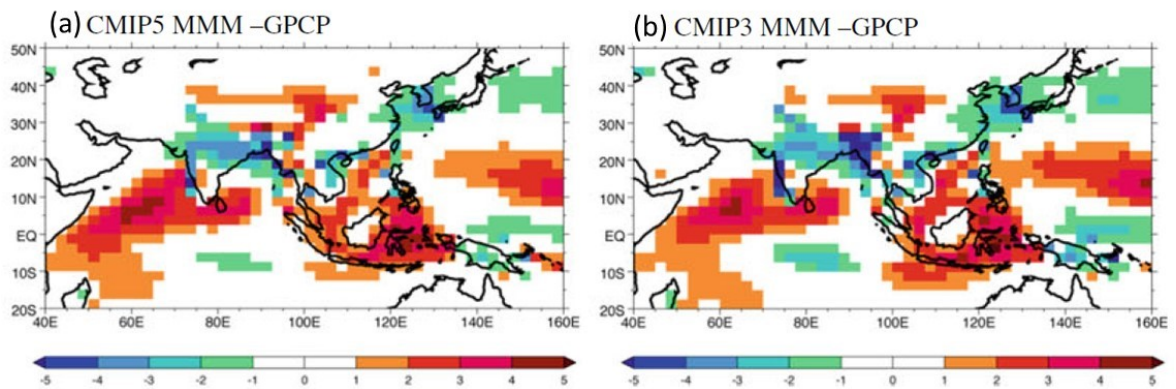 (a) CMIP5 MMM –GPCP
50N
40N
30N
20N
10N
EQ
10S
20S
40E 60E 80E 100E 120E 140E 160E
-5 -4 -3 -2 -1 0 1 2 3 4 5
(b) CMIP3 MMM –GPCP
50N
40N
30N
20N
10N
EQ
10S
20S
40E 60E 80E 100E 120E 140E 160E
-5 -4 -3 -2 -1 0 1 2 3 4 5